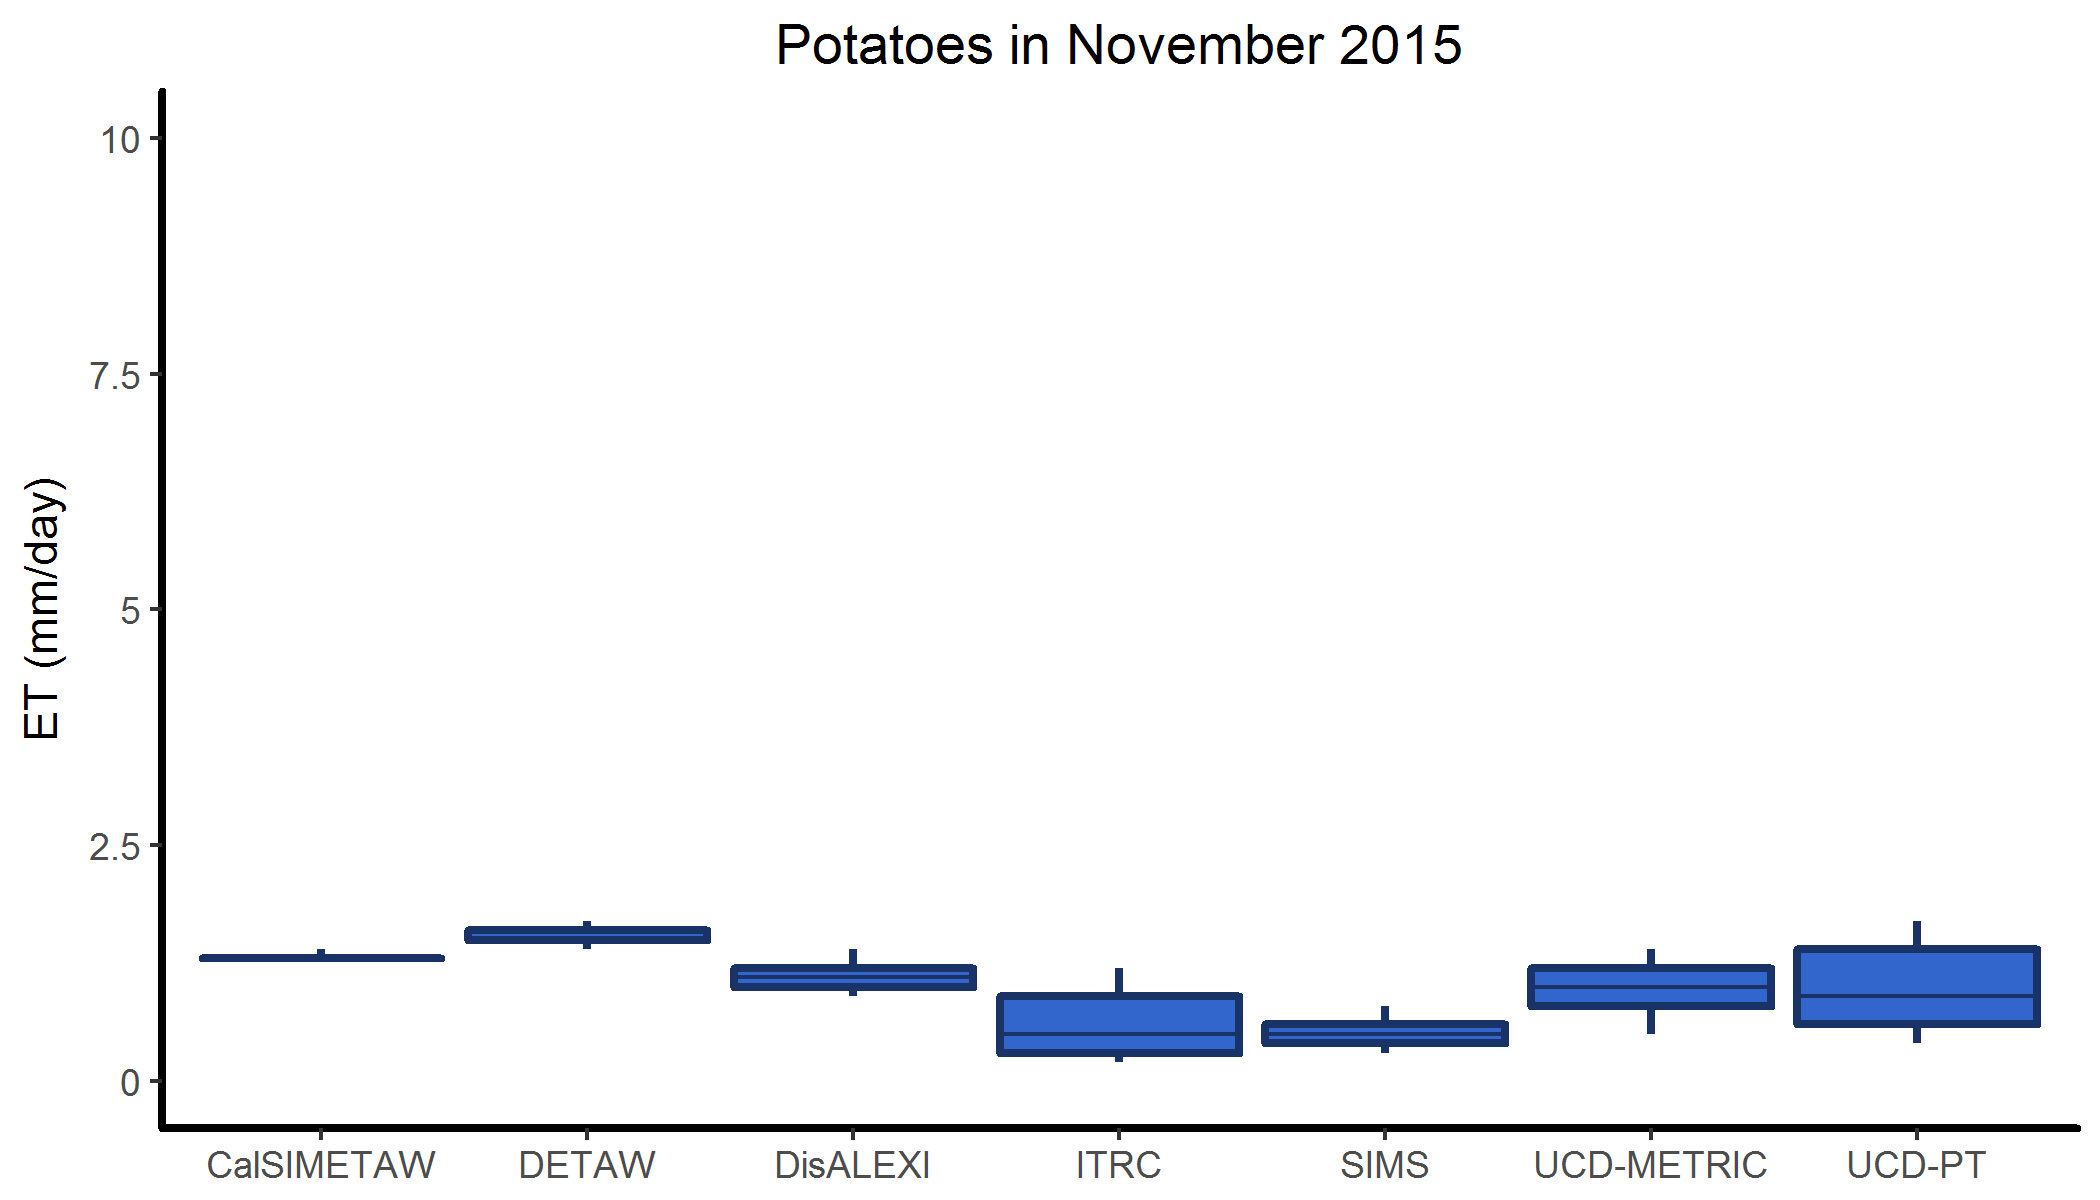 Potatoes in November 2015
ET (mm/day)
10
7.5
5
2.5
0
CalSIMETAW DETAW DisALEXI ITRC SIMS UCD-METRIC UCD-PT